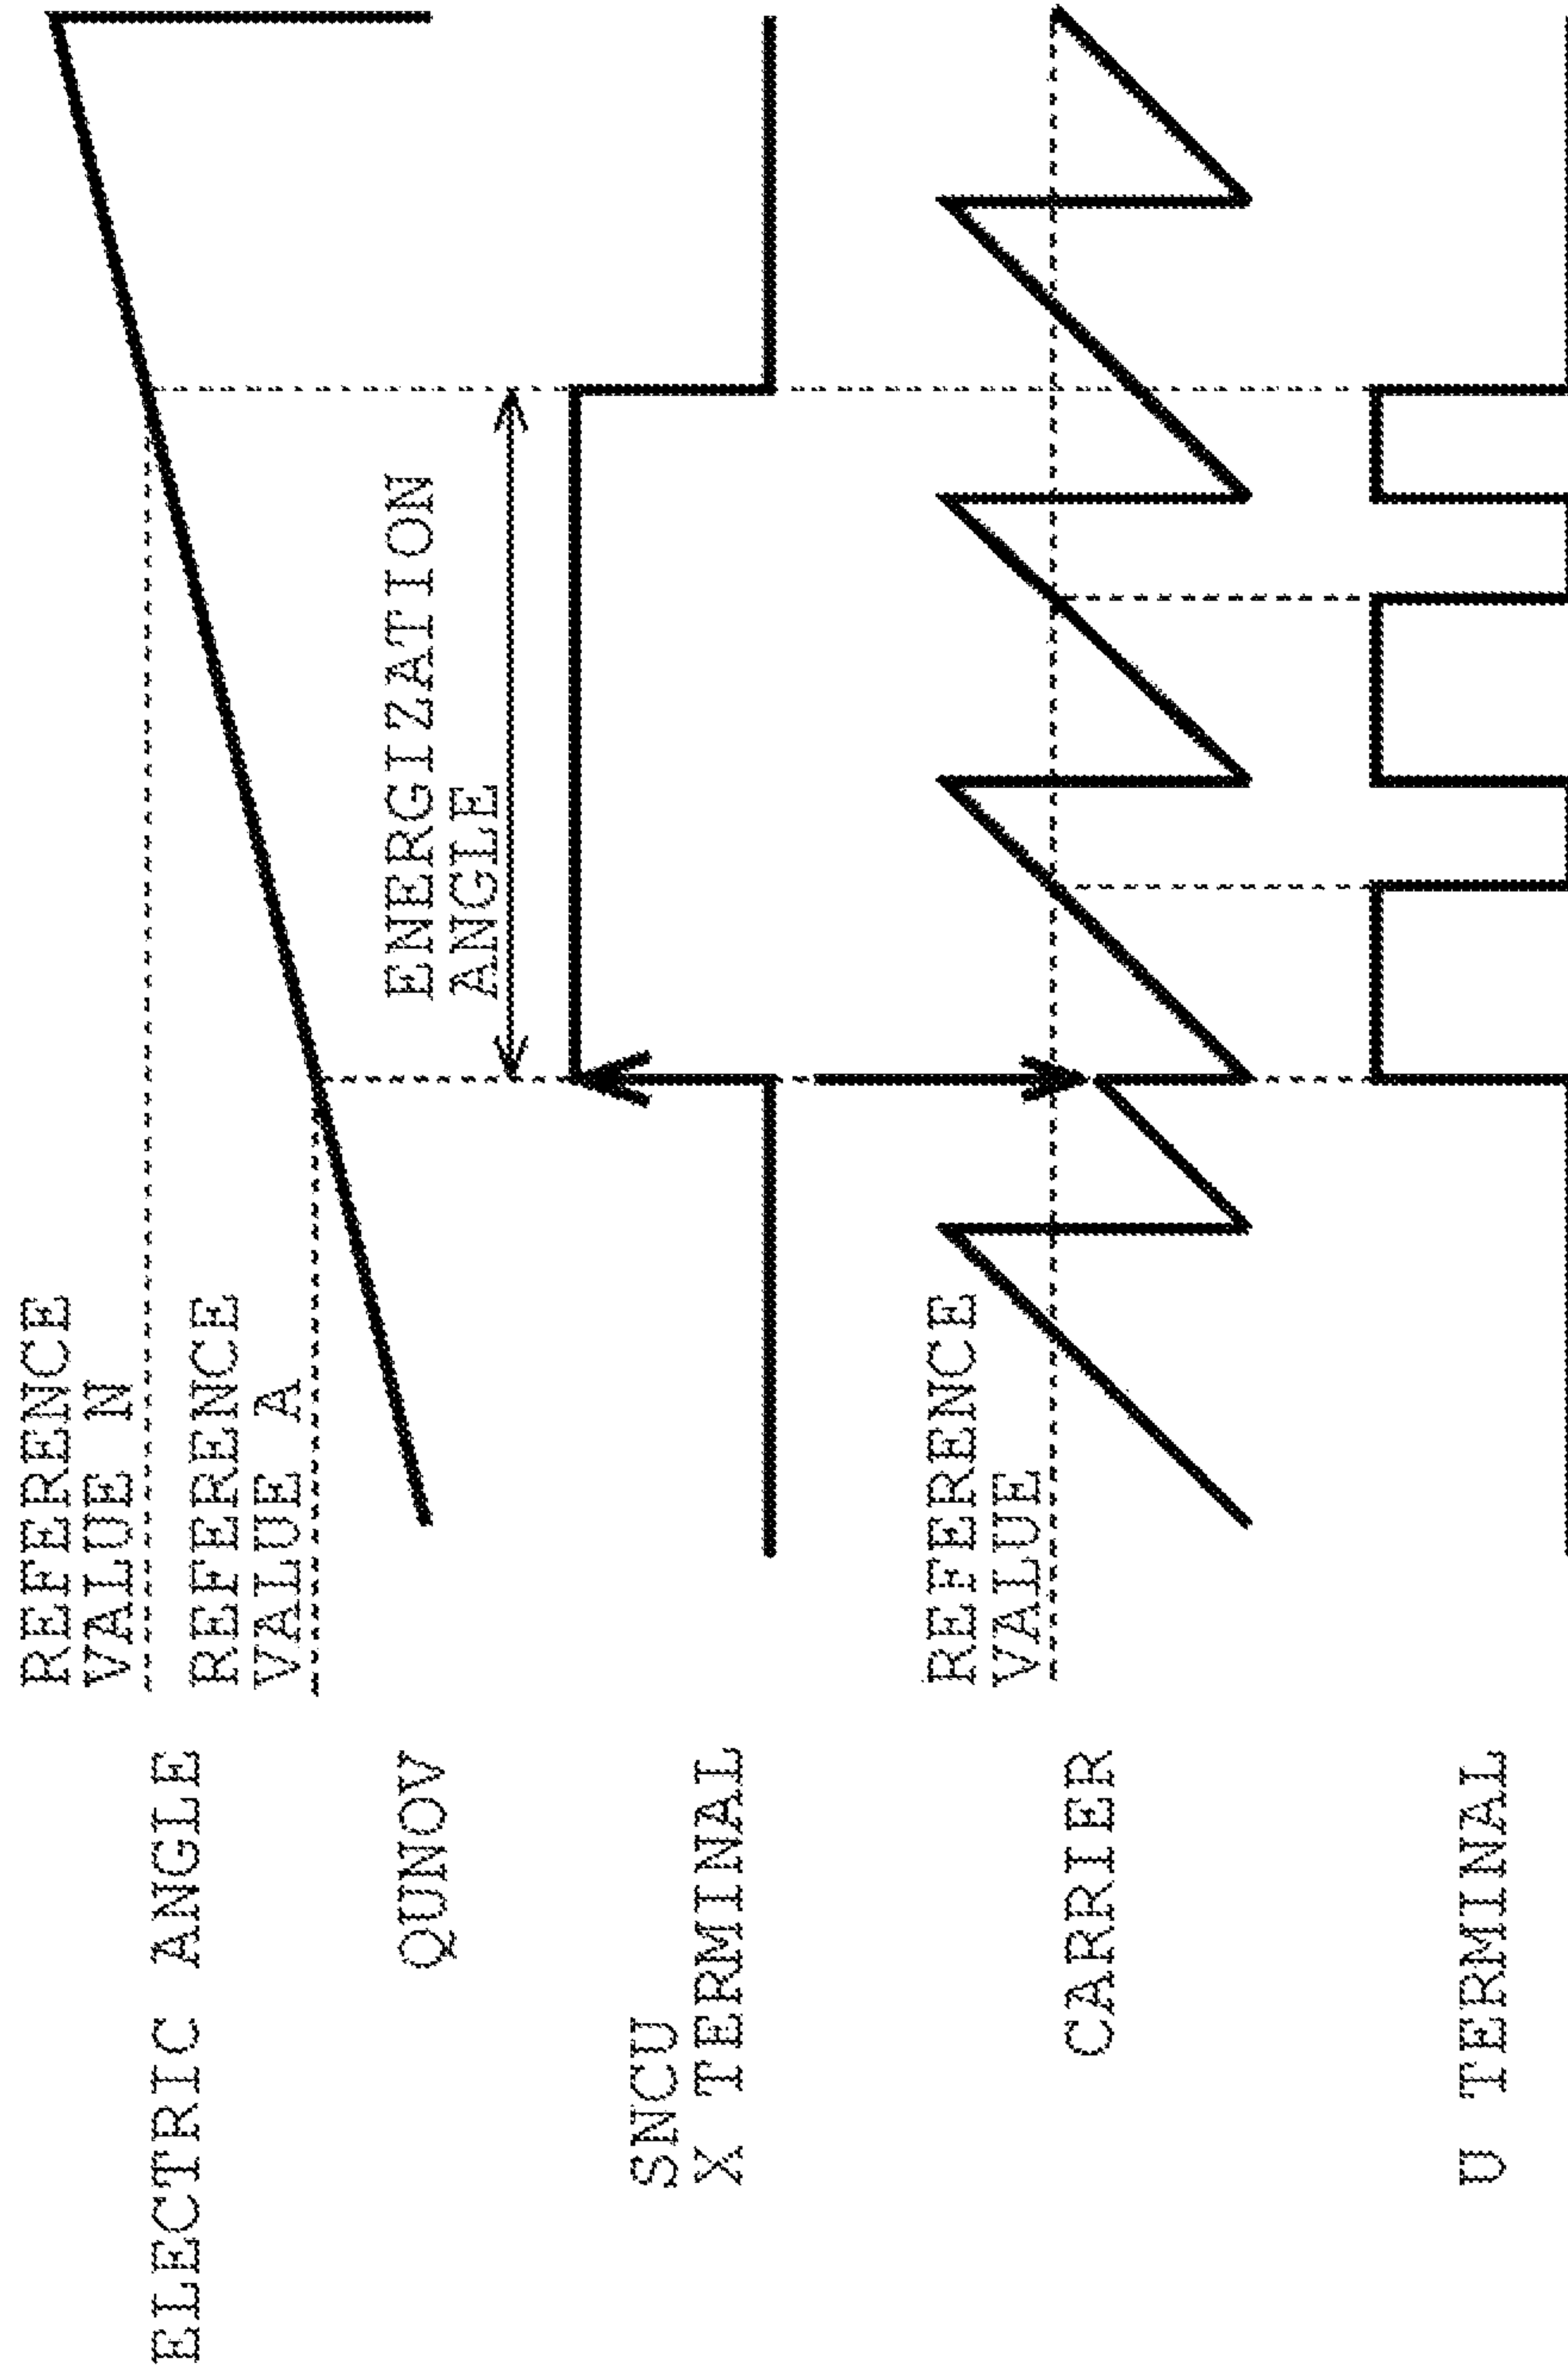 REFERENCE
VALUE N
REFERENCE
VALUE A
ELECTRIC ANGLE
QUNOV
ENERGIZATION
ANGLE
SNCU
X TERMINAL
REFERENCE
VALUE
CARRIER
U TERMINAL